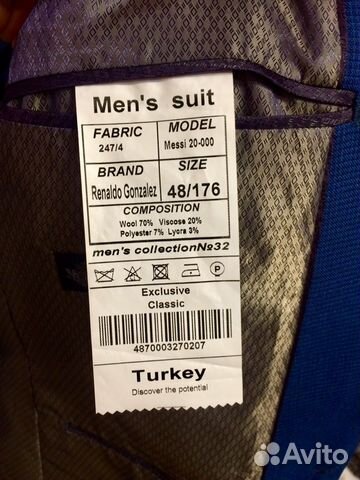 Men's suit
FABRIC MODEL
247/4 Messi 20-000
BRAND SIZE
Renaldo Gonzalez 48/176
COMPOSITION
Wool 70% Viscose 20%
Polyester 7% Lycra 3%
men's collection№32
P
Exclusive
Classic
4870003270207
Turkey
Discover the potential
Avito